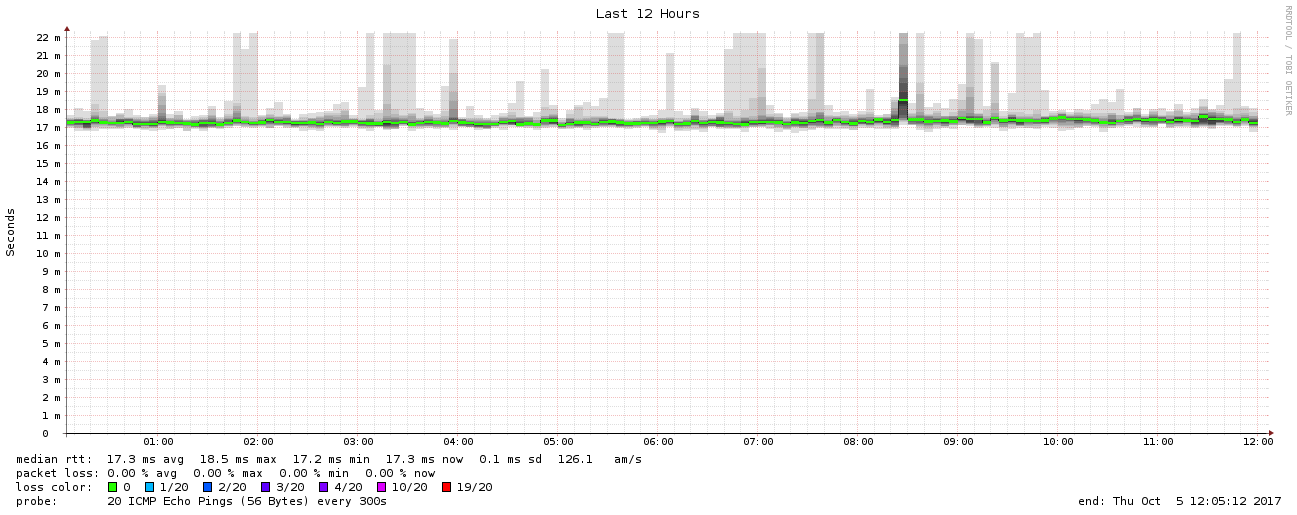 Last 12 Hours
RRDTOOL / TOBI OETIKER
Seconds
22 m
21 m
20 m
19 m
18 m
17 m
16 m
15 m
14 m
13 m
12 m
11 m
10 m
9 m
8 m
7 m
6 m
5 m
4 m
3 m
2 m
1 m
0
01:00 02:00 03:00 04:00 05:00 06:00 07:00 08:00 09:00 10:00 11:00 12:00
median rtt: 17.3 ms avg 18.5 ms max 17.2 ms min 17.3 ms now 0.1 ms sd 126.1 am/s
packet loss: 0.00 % avg 0.00 % max 0.00 % min 0.00 % now
loss color: 0 1/20 2/20 3/20 4/20 10/20 19/20
probe: 20 ICMP Echo Pings (56 Bytes) every 300s end: Thu Oct 5 12:05:12 2017